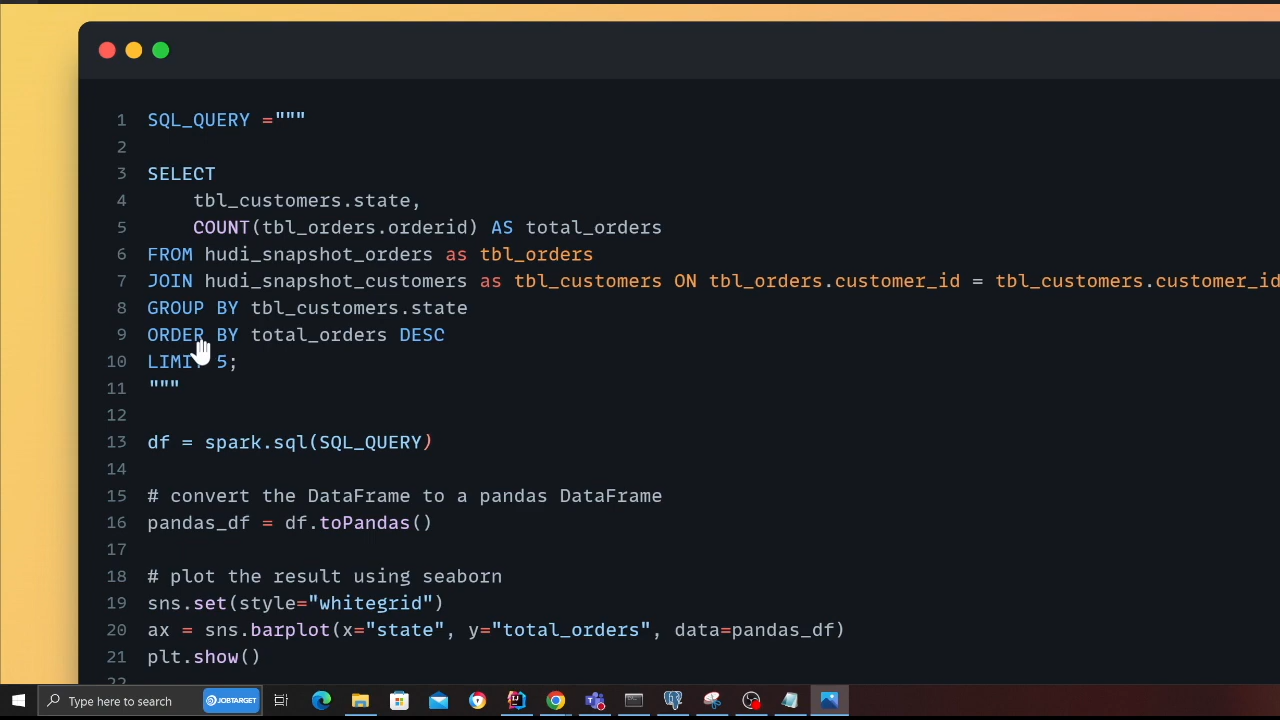 1 SQL_QUERY ="""
2
3 SELECT
4 tbl_customers.state,
5 COUNT(tbl_orders.orderid) AS total_orders
6 FROM hudi_snapshot_orders as tbl_orders
7 JOIN hudi_snapshot_customers as tbl_customers ON tbl_orders.customer_id = tbl_customers.customer_id
8 GROUP BY tbl_customers.state
9 ORDER BY total_orders DESC
10 LIMIT 5;
11 """
12
13 df = spark.sql(SQL_QUERY)
14
15 # convert the DataFrame to a pandas DataFrame
16 pandas_df = df.toPandas()
17
18 # plot the result using seaborn
19 sns.set(style="whitegrid")
20 ax = sns.barplot(x="state", y="total_orders", data=pandas_df)
21 plt.show()
22
Type here to search
JOBTARGET